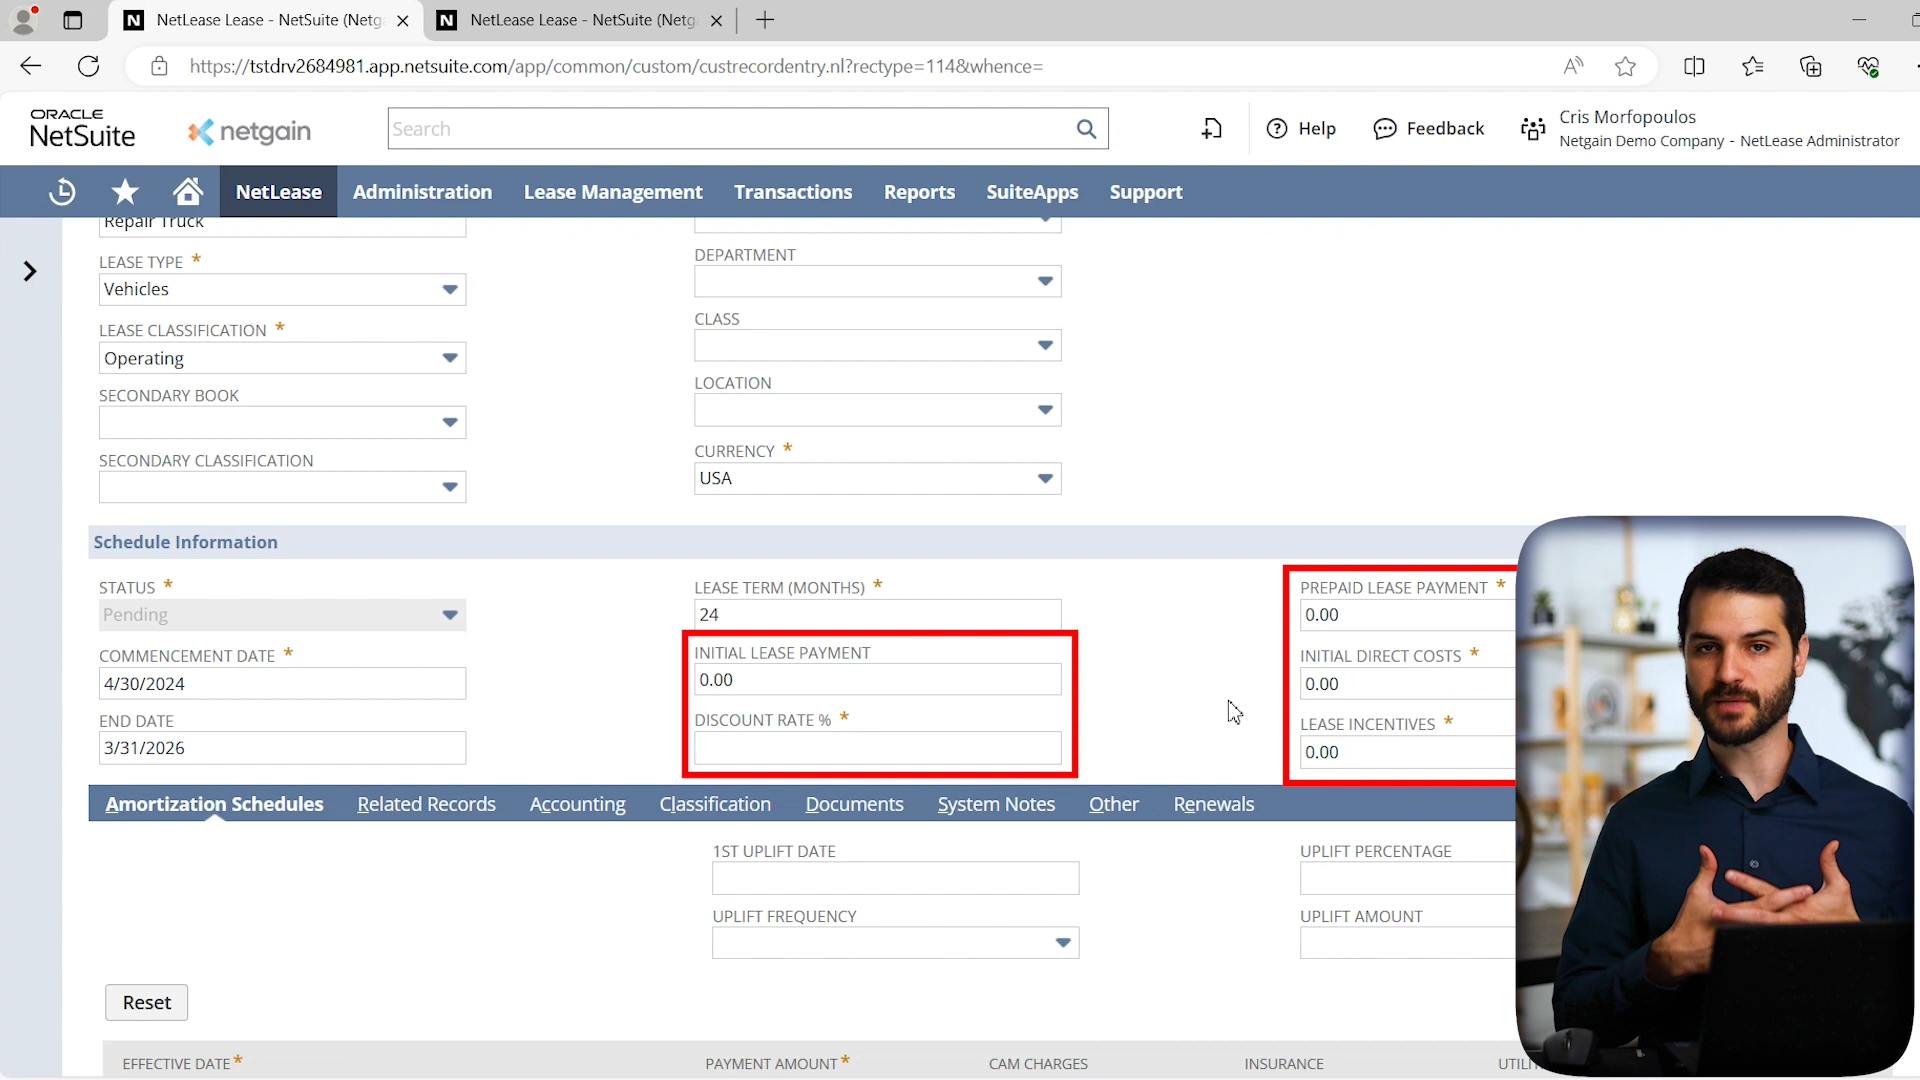 NetLease Lease - NetSuite (Netg
NetLease Lease - NetSuite (Netg
https://tstdrv2684981.app.netsuite.com/app/common/custom/custrecordentry.nl?rectype=114&whence=
ORACLE
NetSuite
netgain
Search
Help
Feedback
Cris Morfopoulos
Netgain Demo Company - NetLease Administrator
NetLease
Administration
Lease Management
Transactions
Reports
SuiteApps
Support
Repair Truck
LEASE TYPE *
Vehicles
LEASE CLASSIFICATION *
Operating
SECONDARY BOOK
SECONDARY CLASSIFICATION
DEPARTMENT
CLASS
LOCATION
CURRENCY *
USA
Schedule Information
STATUS *
Pending
COMMENCEMENT DATE *
4/30/2024
END DATE
3/31/2026
LEASE TERM (MONTHS) *
24
INITIAL LEASE PAYMENT
0.00
DISCOUNT RATE % *
PREPAID LEASE PAYMENT *
0.00
INITIAL DIRECT COSTS *
0.00
LEASE INCENTIVES *
0.00
Amortization Schedules
Related Records
Accounting
Classification
Documents
System Notes
Other
Renewals
1ST UPLIFT DATE
UPLIFT FREQUENCY
UPLIFT PERCENTAGE
UPLIFT AMOUNT
Reset
EFFECTIVE DATE*
PAYMENT AMOUNT*
CAM CHARGES
INSURANCE